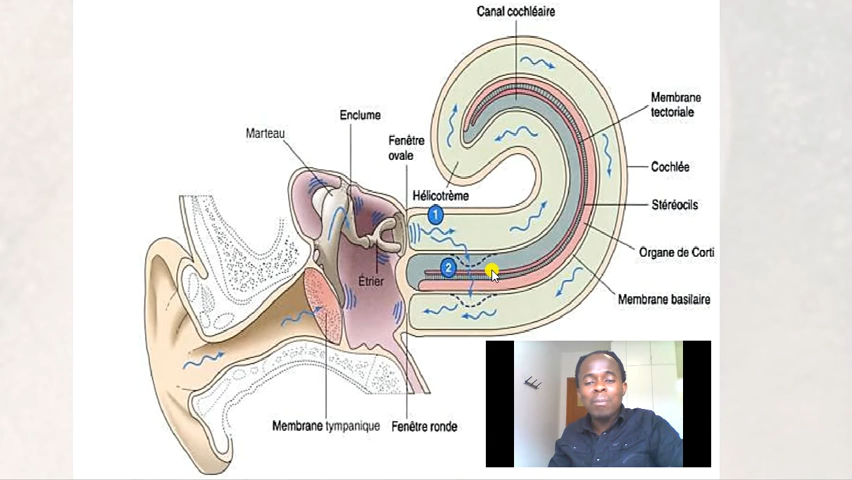 Canal cochléaire
Membrane
tectoriale
Enclume
Marteau
Fenêtre
ovale
Cochlée
Hélicotrème
Stéréocils
1
Organe de Corti
2
Étrier
Membrane basilaire
Membrane tympanique
Fenêtre ronde